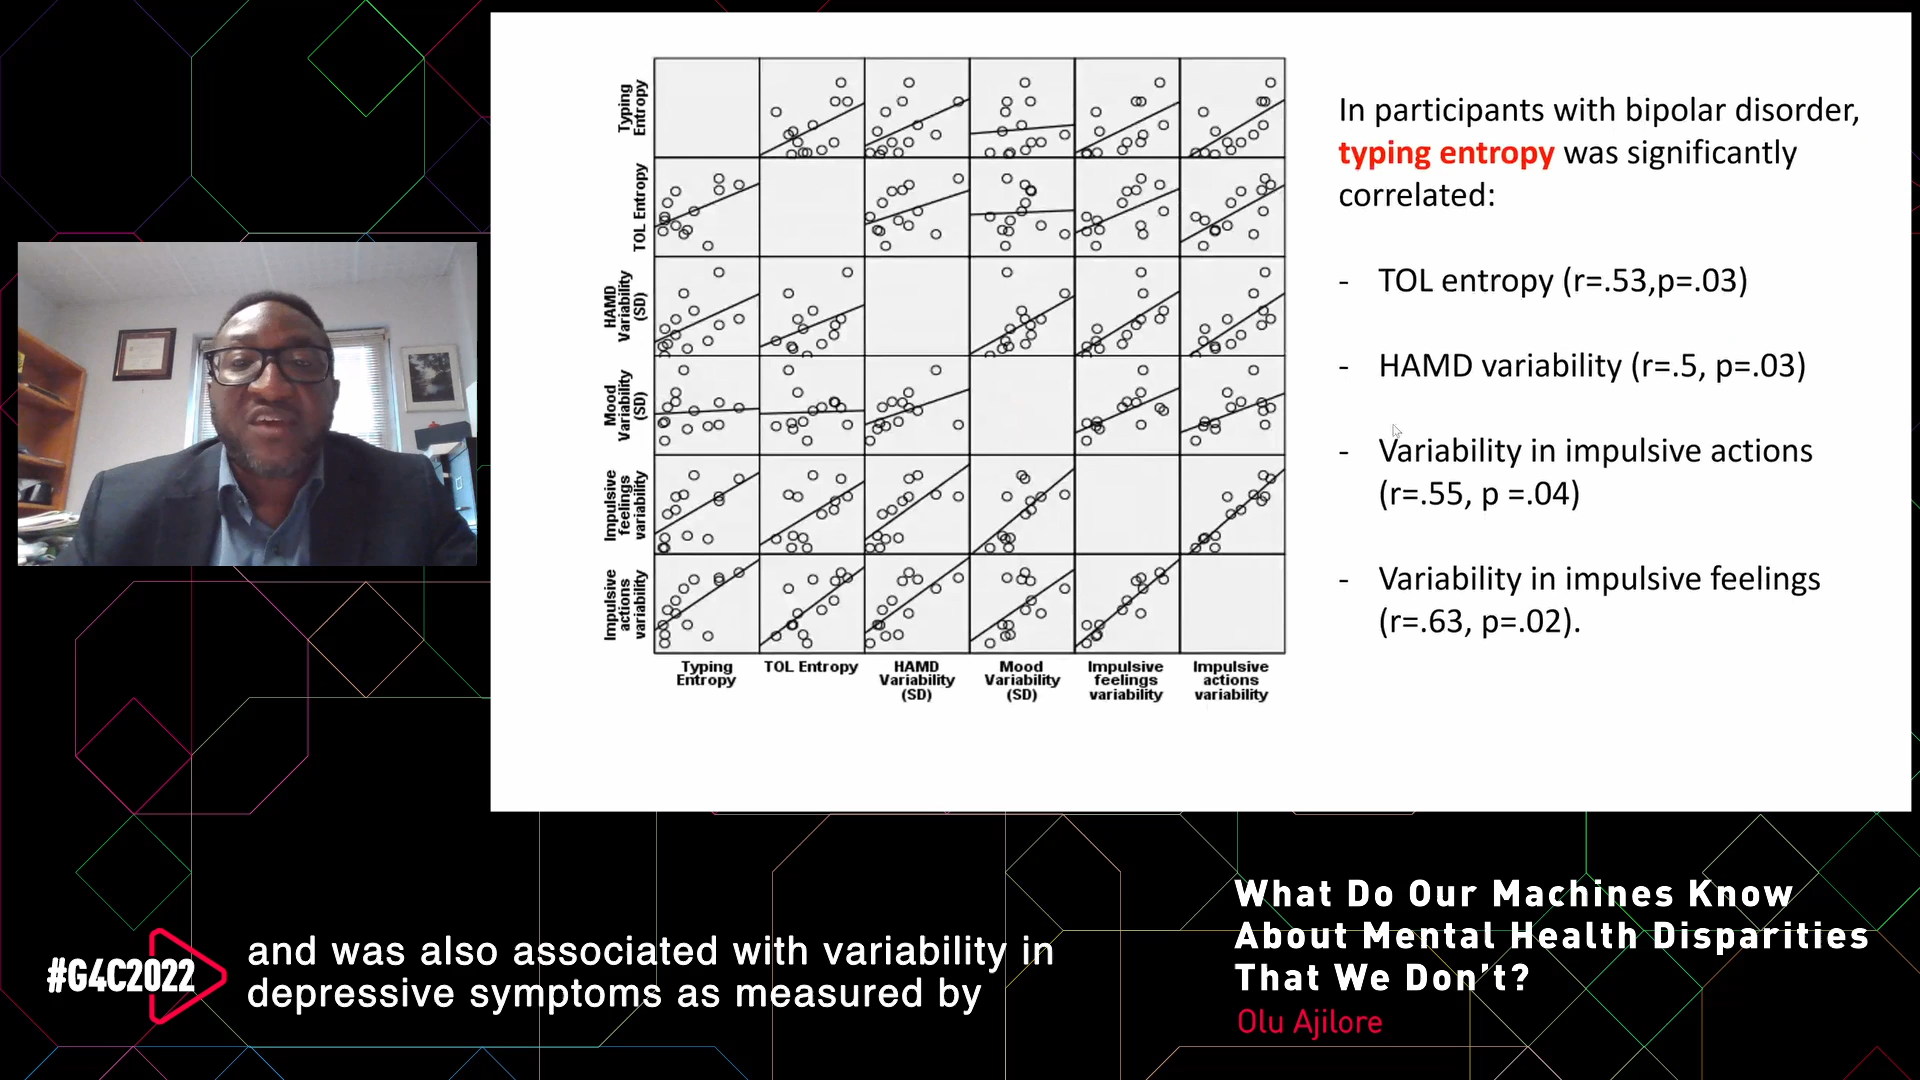 Typing
Entropy
TOL Entropy
HAMD
Variability
(SD)
Mood
Variability
(SD)
Impulsive
feelings
variability
Impulsive
actions
variability
Typing
Entropy
TOL Entropy
HAMD
Variability
(SD)
Mood
Variability
(SD)
Impulsive
feelings
variability
Impulsive
actions
variability
In participants with bipolar disorder,
typing entropy was significantly
correlated:
- TOL entropy (r=.53,p=.03)
- HAMD variability (r=.5, p=.03)
- Variability in impulsive actions
(r=.55, p =.04)
- Variability in impulsive feelings
(r=.63, p=.02).
#G4C2022
and was also associated with variability in
depressive symptoms as measured by
What Do Our Machines Know
About Mental Health Disparities
That We Don't?
Olu Ajilore